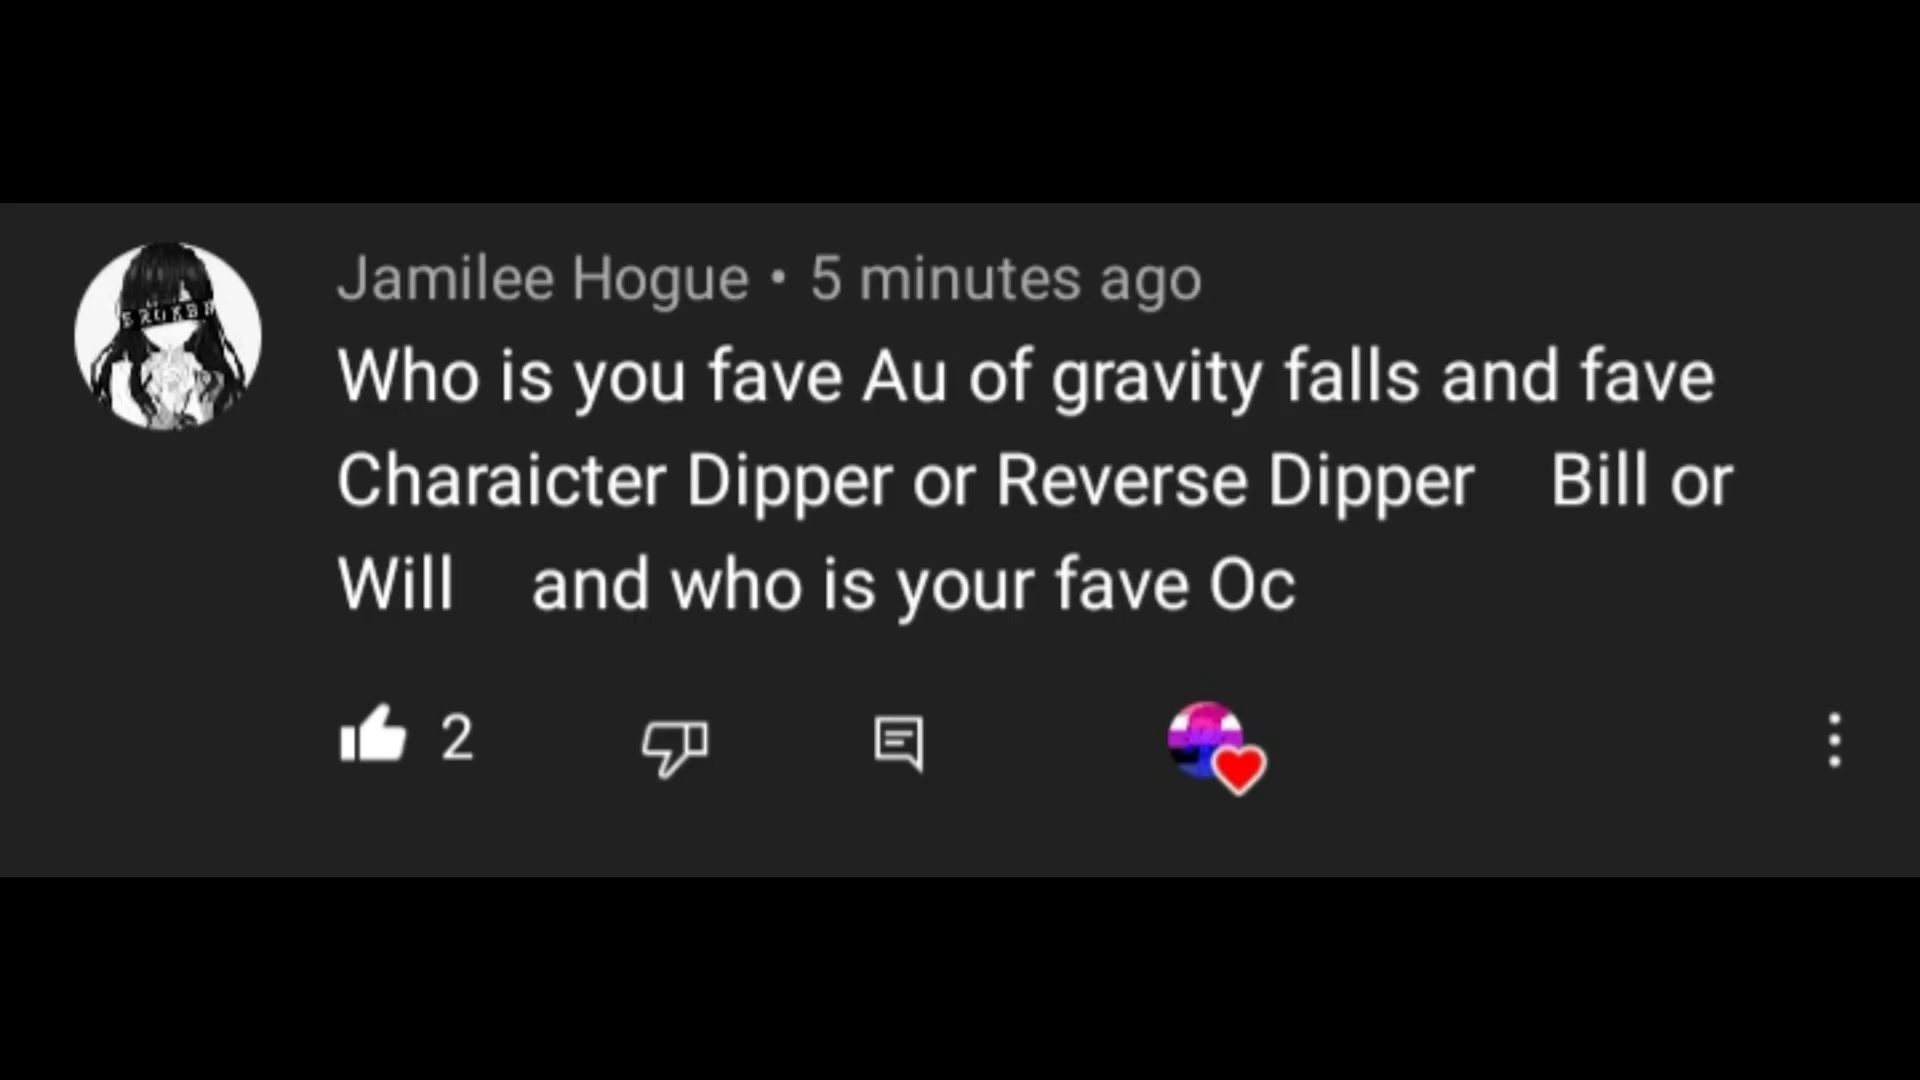 Jamilee Hogue • 5 minutes ago
Who is you fave Au of gravity falls and fave
Charaicter Dipper or Reverse Dipper    Bill or
Will    and who is your fave Oc
2